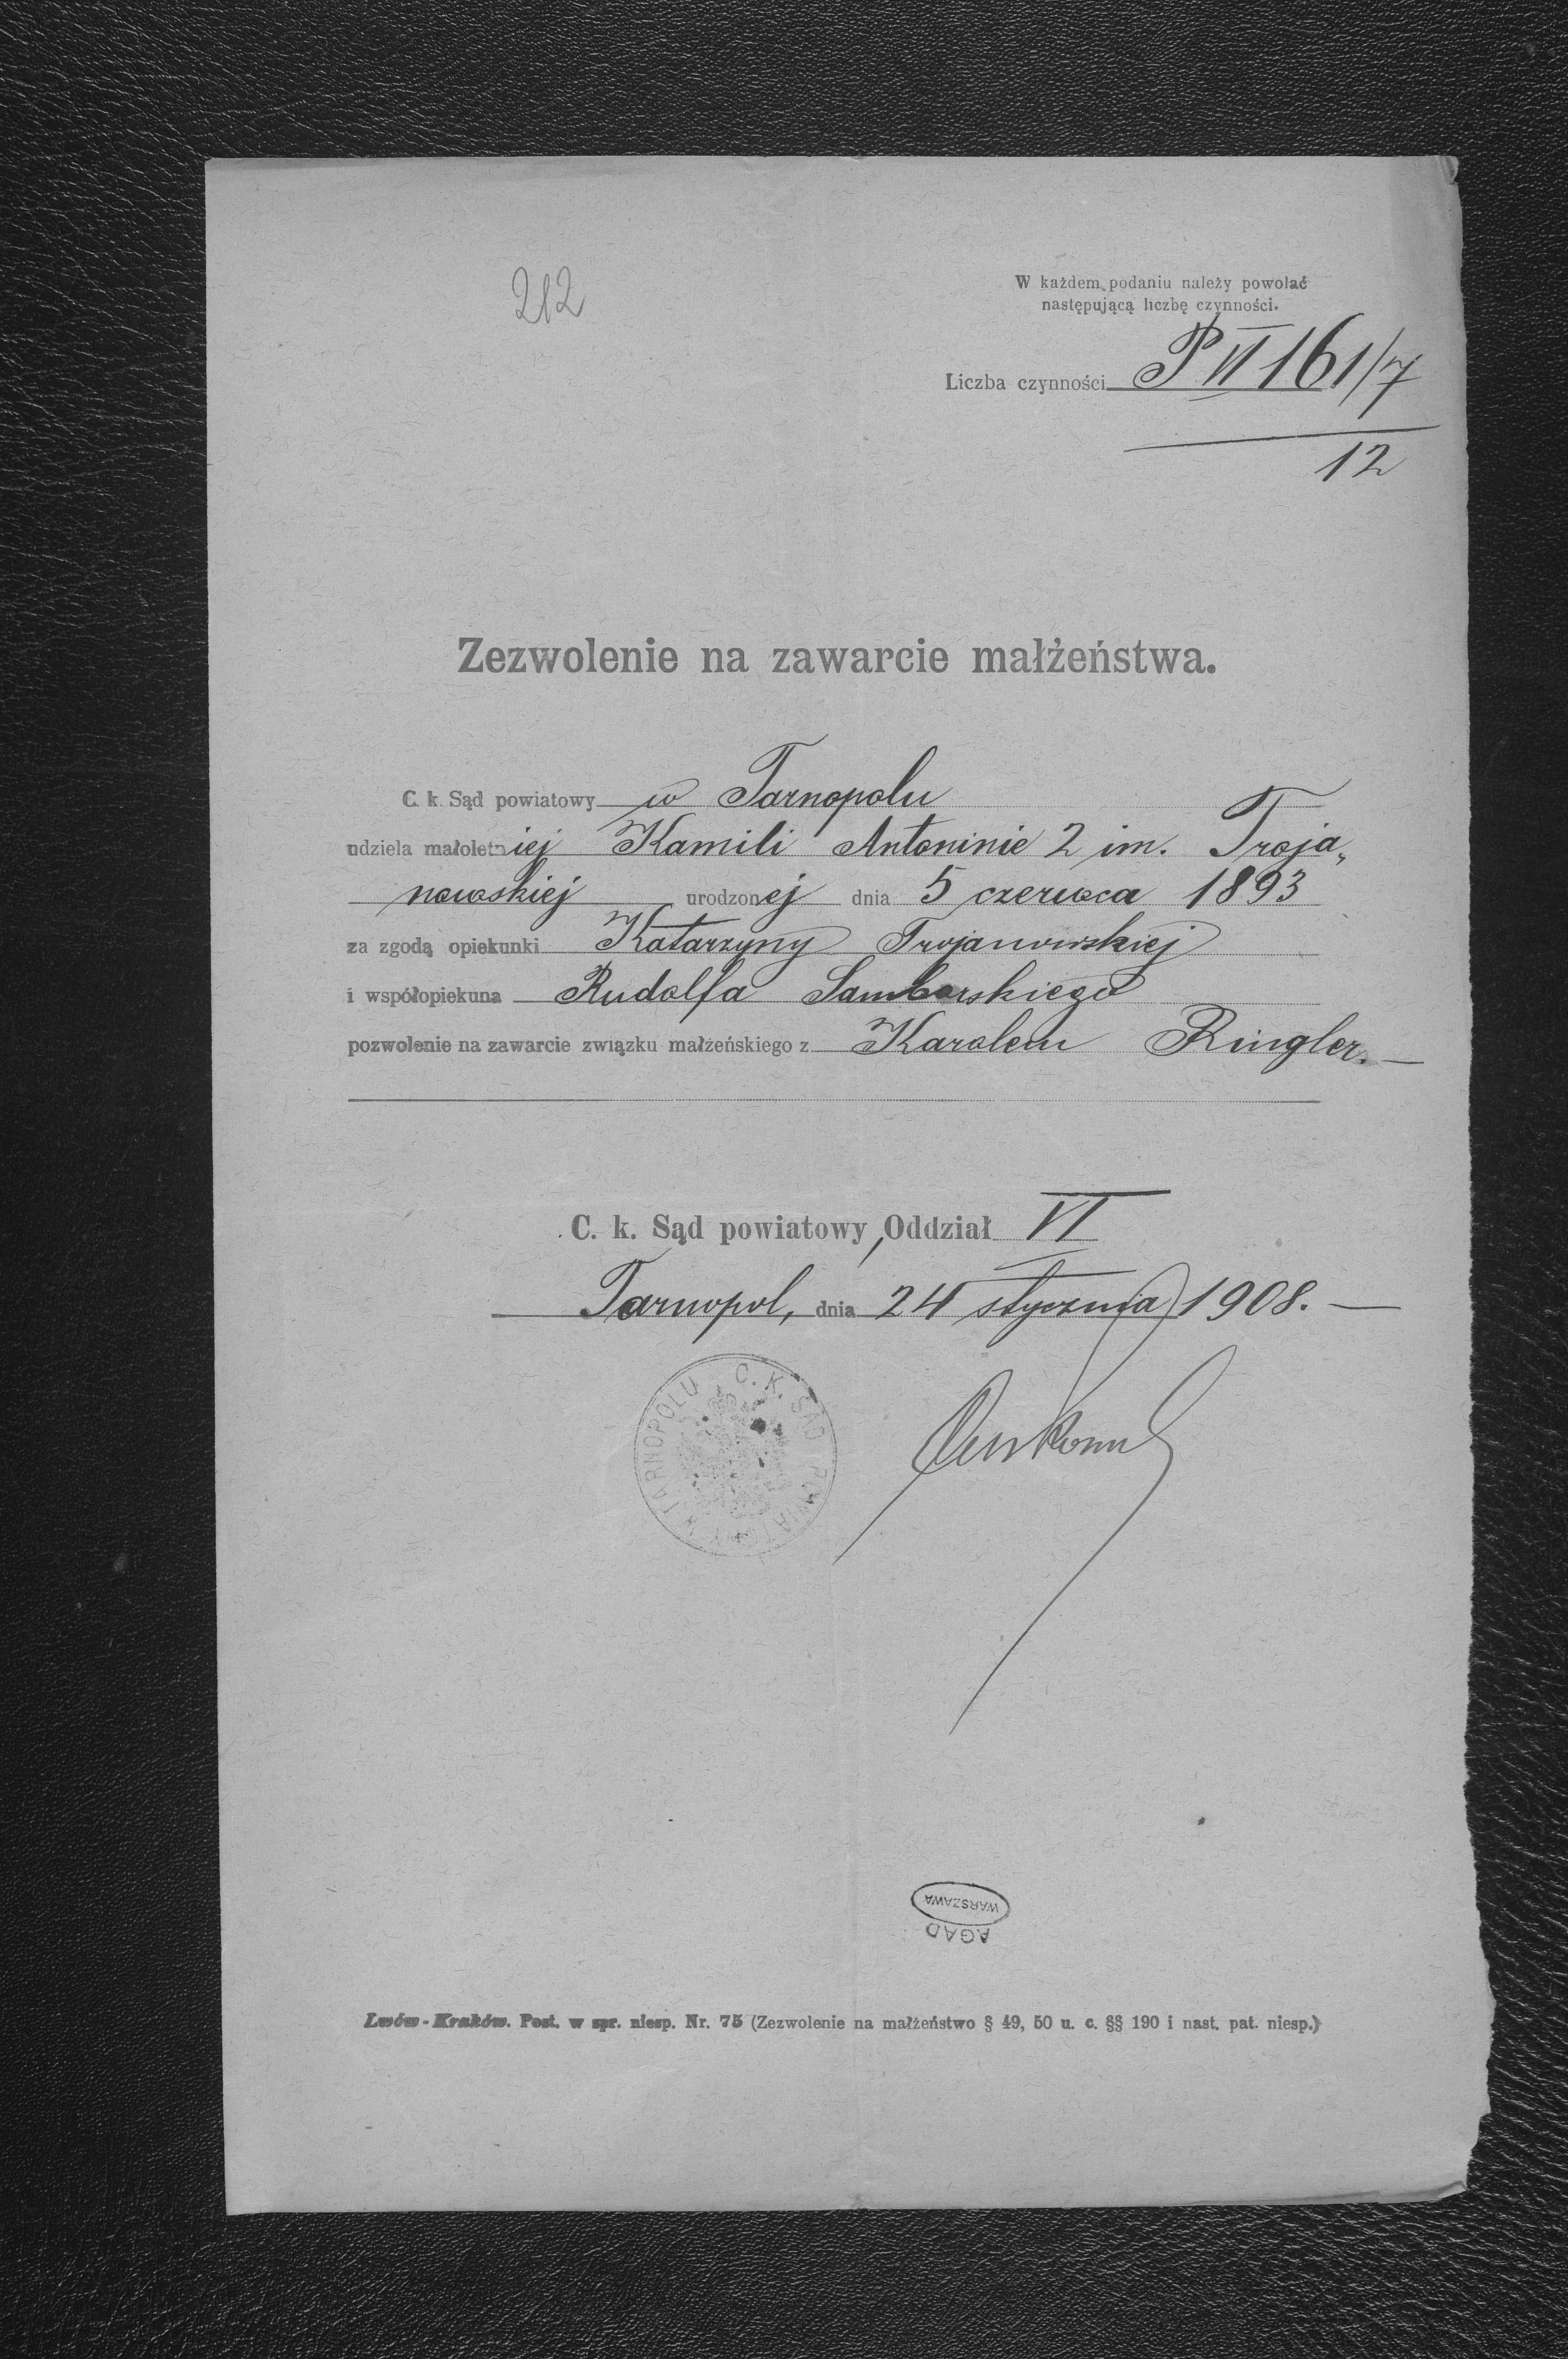 212
W każdem podaniu należy powołać
następującą liczbę czynności.
Liczba czynności P VI 161/7
12
Zezwolenie na zawarcie małżeństwa.
C. k. Sąd powiatowy w Tarnopolu
udziela małoletniej Kamili Antoninie 2 im. Troja„
nowskiej urodzonej dnia 5 czerwca 1893
za zgodą opiekunki Katarzyny Trojanowskiej
i współopiekuna Rudolfa Samborskiego
pozwolenie na zawarcie związku małżeńskiego z Karolem Ringler. —
C. k. Sąd powiatowy, Oddział VI
Tarnopol, dnia 24 stycznia 1908. —
C. K. SĄD POWIATOWY W TARNOPOLU
WARSZAWA
AGAD
Lwów - Kraków. Post. w spr. niesp. Nr. 75 (Zezwolenie na małżeństwo § 49, 50 u. c. §§ 190 i nast. pat. niesp.)